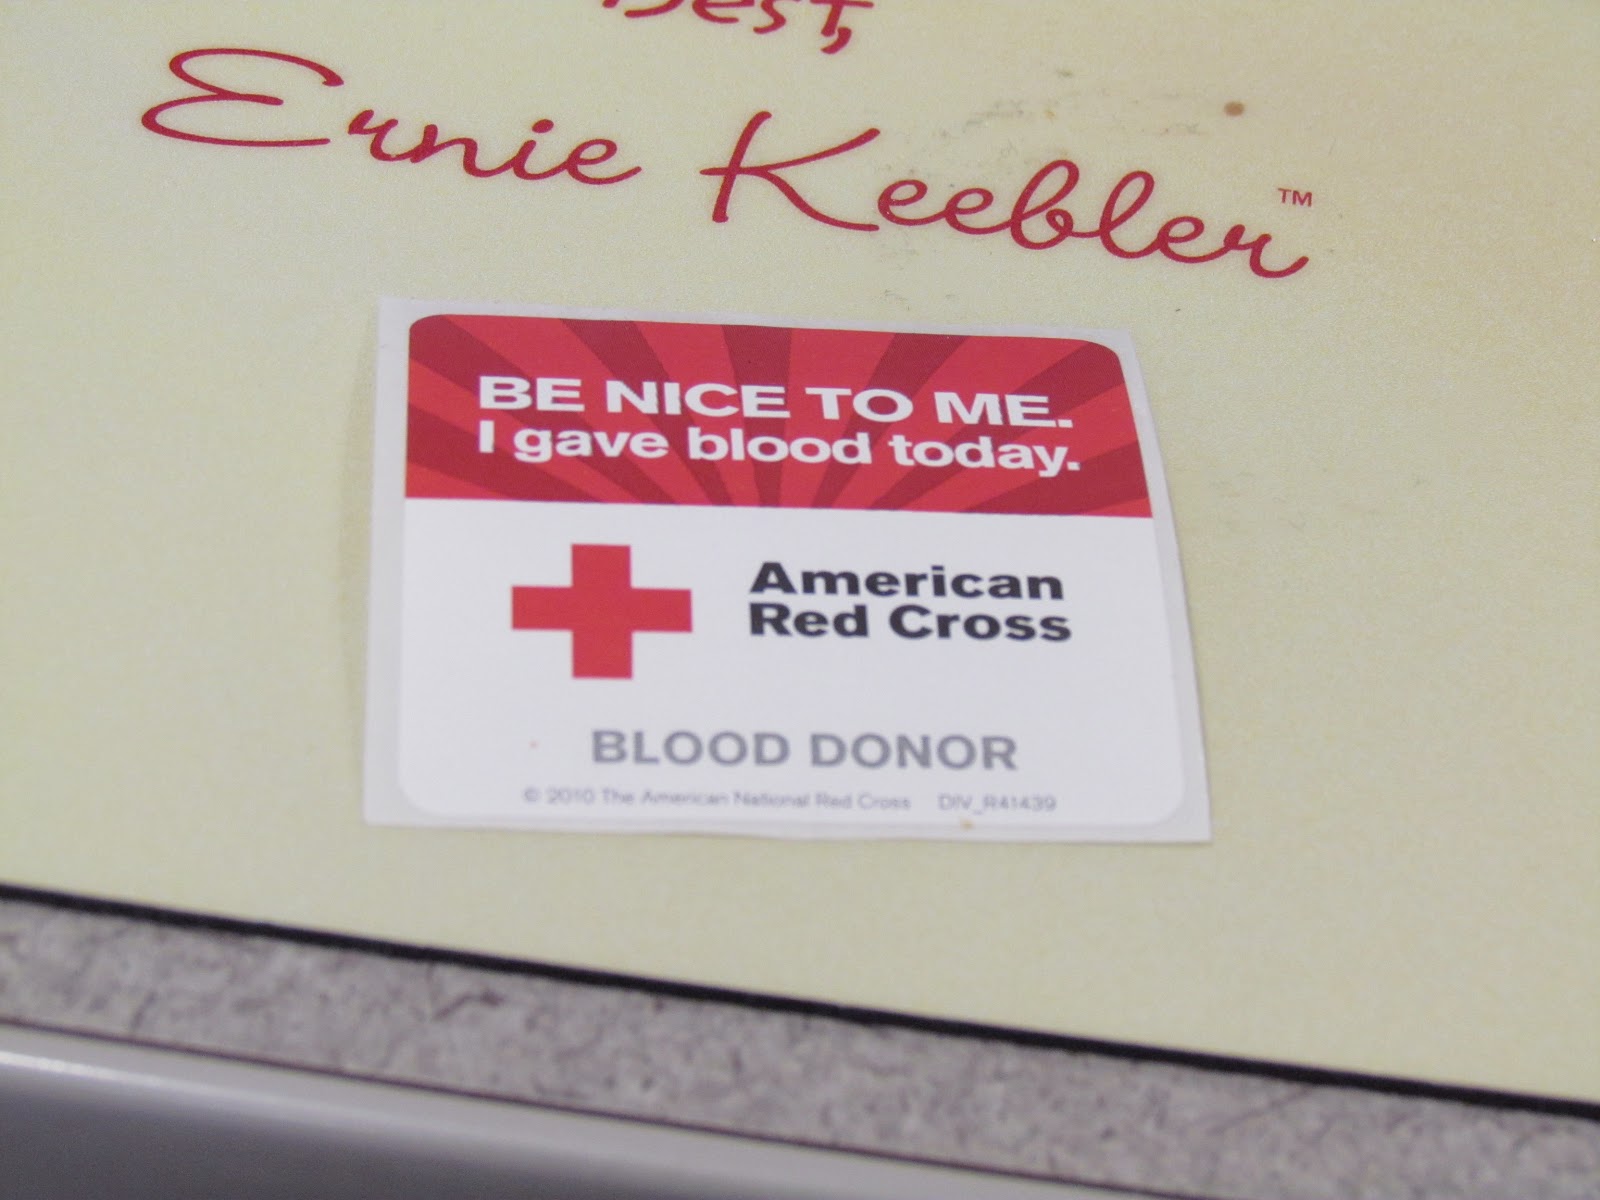 Best,
Ernie Keebler™
BE NICE TO ME.
I gave blood today.
American
Red Cross
BLOOD DONOR
© 2010 The American National Red Cross DIV_R41439